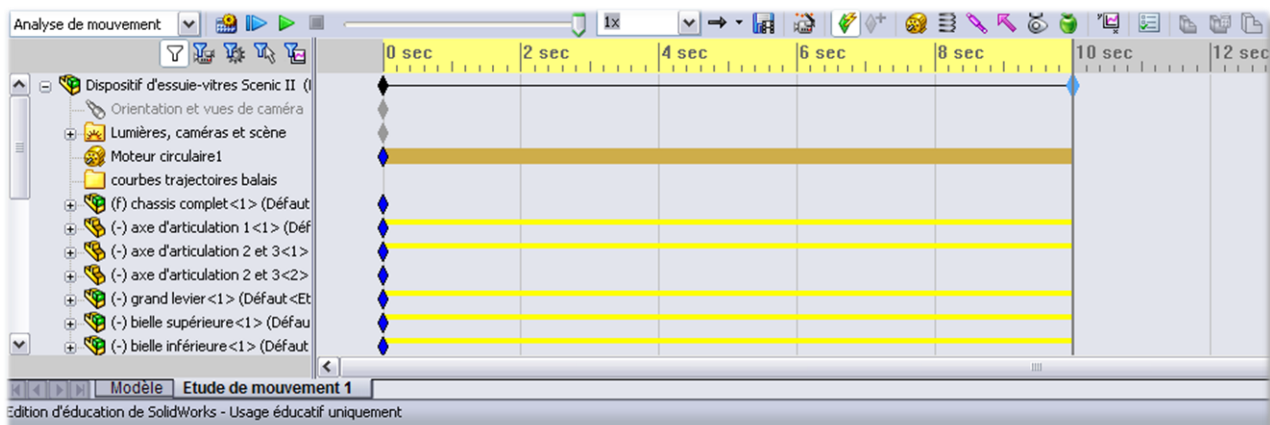 Analyse de mouvement
1x
0 sec 2 sec 4 sec 6 sec 8 sec 10 sec 12 sec
Dispositif d'essuie-vitres Scenic II (
Orientation et vues de caméra
Lumières, caméras et scène
Moteur circulaire1
courbes trajectoires balais
(f) chassis complet<1> (Défaut
(-) axe d'articulation 1<1> (Déf
(-) axe d'articulation 2 et 3<1>
(-) axe d'articulation 2 et 3<2>
(-) grand levier<1> (Défaut<Et
(-) bielle supérieure<1> (Défau
(-) bielle inférieure<1> (Défaut
Modèle Etude de mouvement 1
Edition d'éducation de SolidWorks - Usage éducatif uniquement